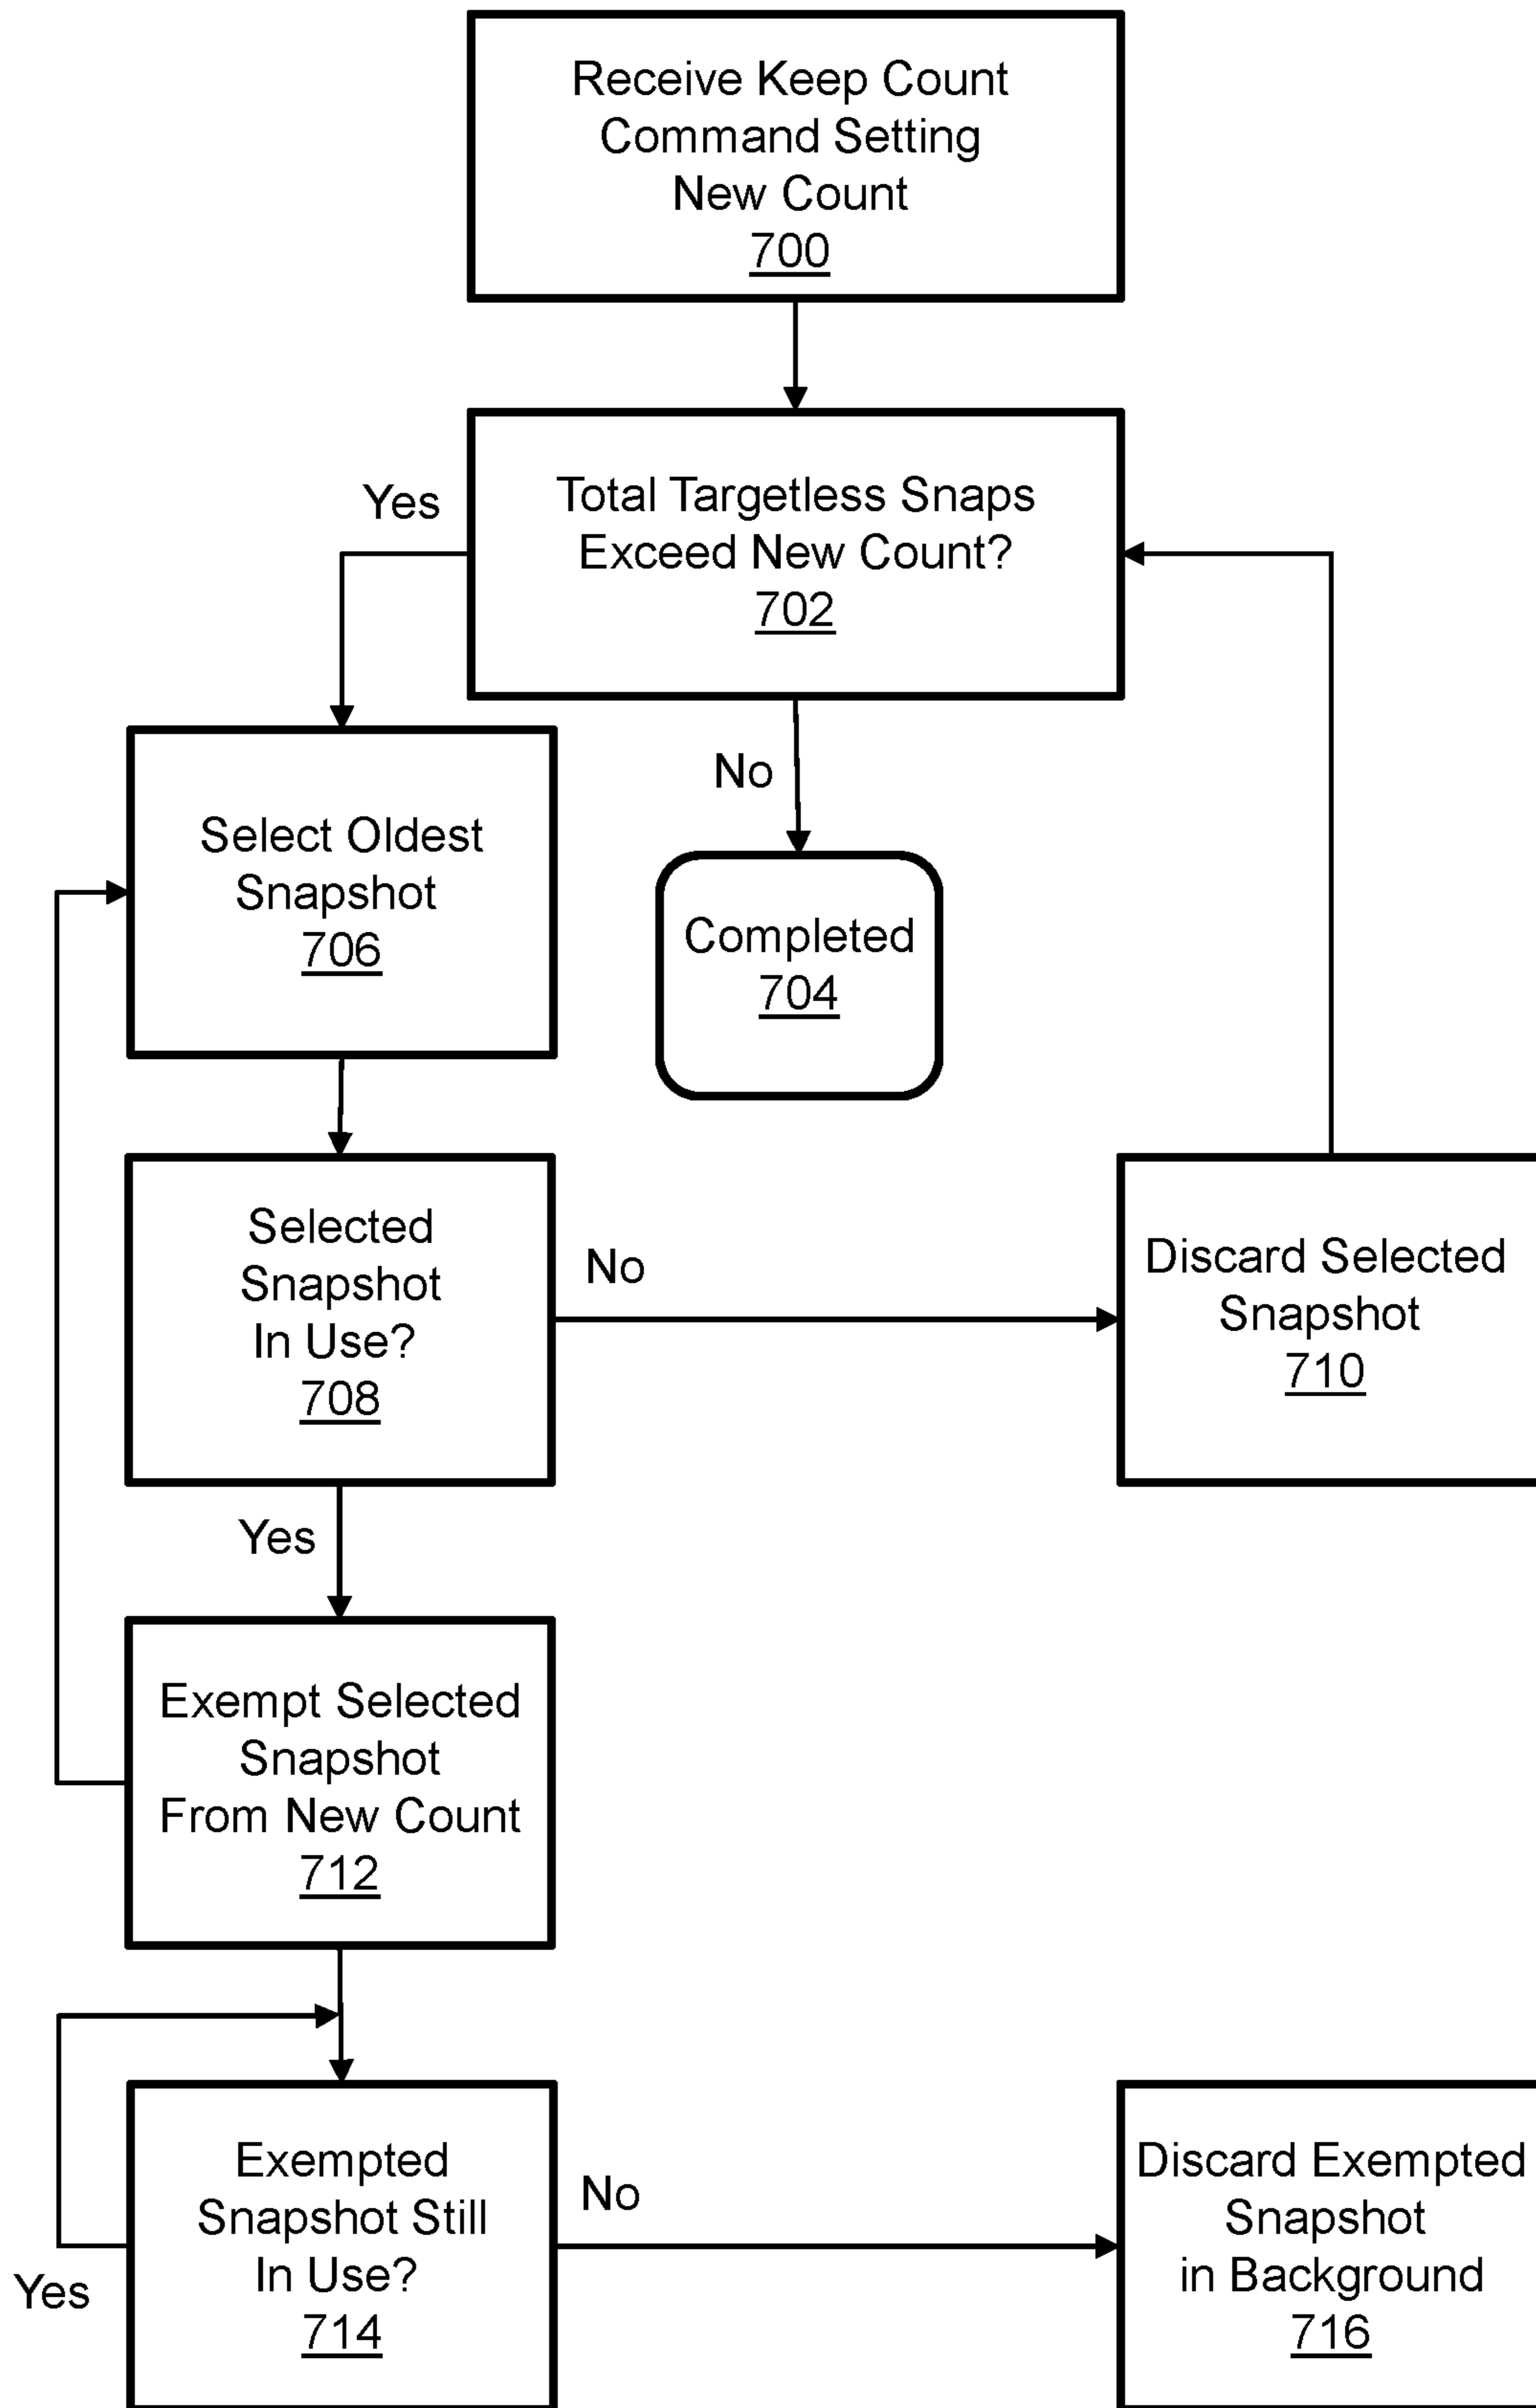 Receive Keep Count
Command Setting
New Count
700
Total Targetless Snaps
Exceed New Count?
702
Yes
No
Select Oldest
Snapshot
706
Completed
704
Selected
Snapshot
In Use?
708
No
Discard Selected
Snapshot
710
Yes
Exempt Selected
Snapshot
From New Count
712
Exempted
Snapshot Still
In Use?
714
Yes
No
Discard Exempted
Snapshot
in Background
716